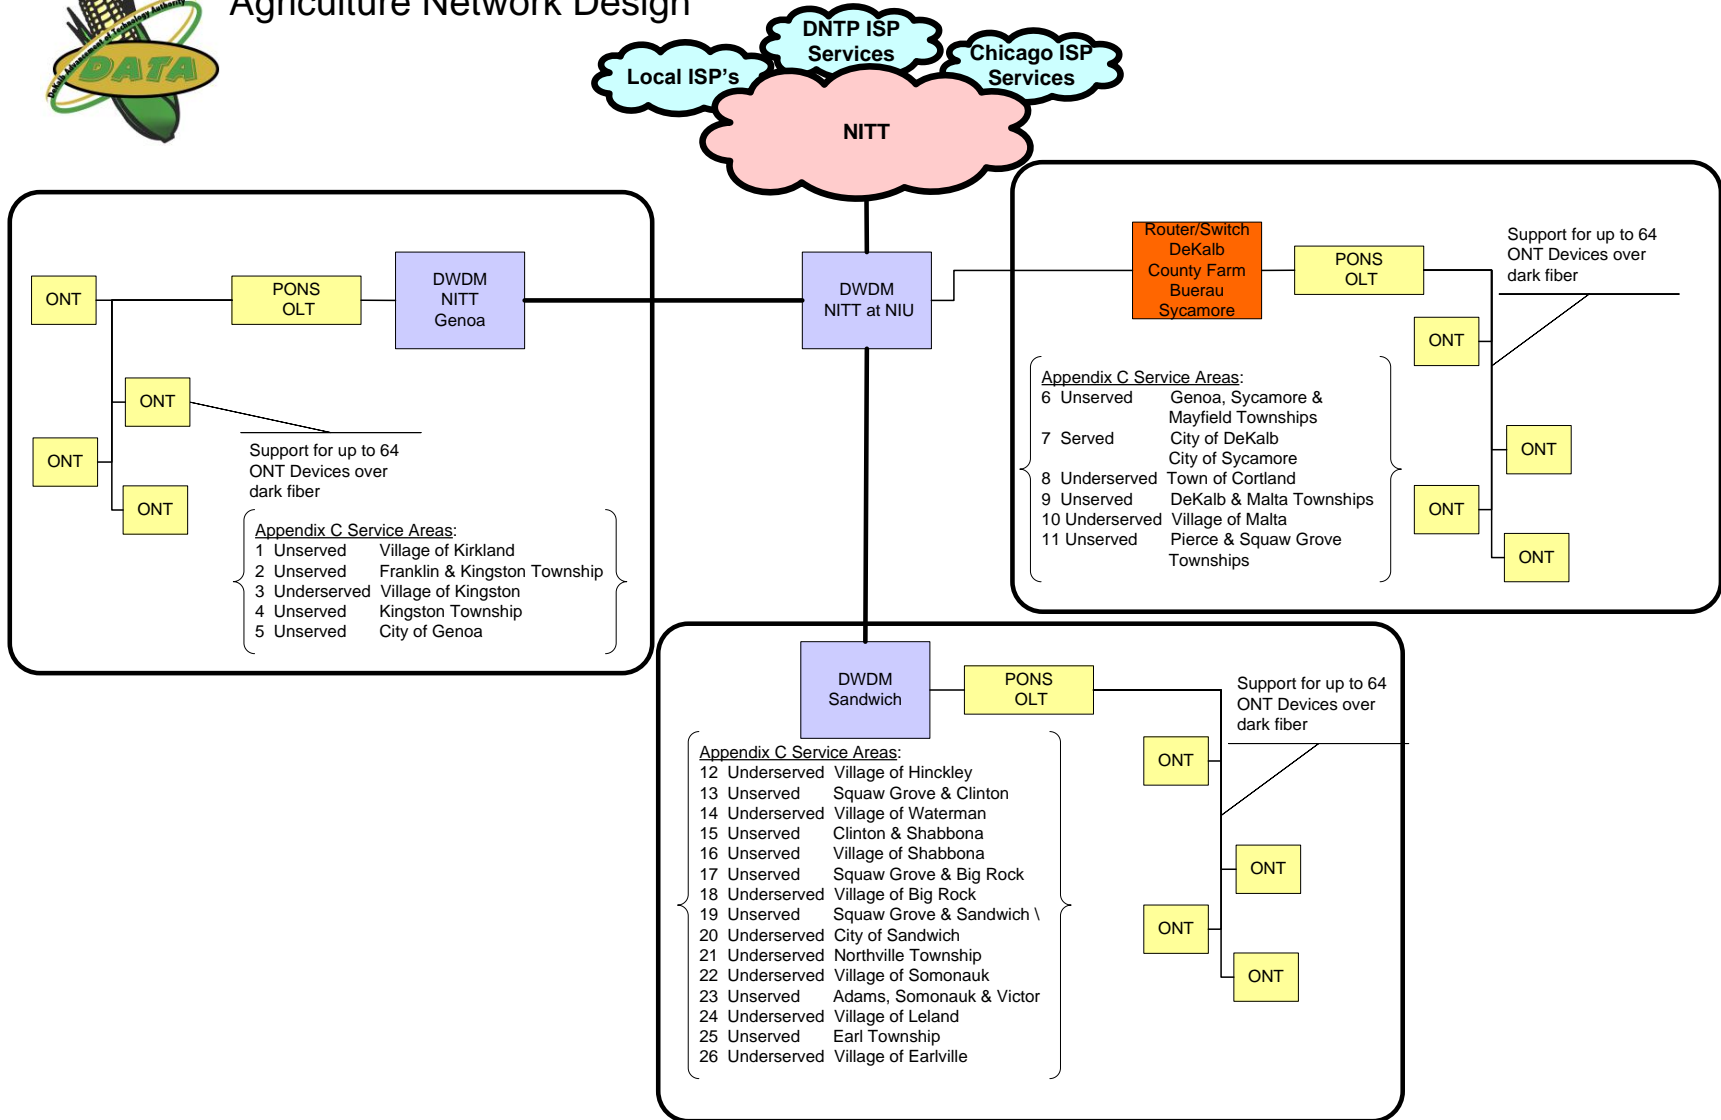 Agriculture Network Design
DeKalb Advancement of Technology Authority
DATA
DNTP ISP
Services
Local ISP's
Chicago ISP
Services
NITT
ONT
PONS
OLT
DWDM
NITT
Genoa
DWDM
NITT at NIU
Router/Switch
DeKalb
County Farm
Buerau
Sycamore
PONS
OLT
Support for up to 64
ONT Devices over
dark fiber
ONT
ONT
ONT
ONT
ONT
ONT
ONT
Support for up to 64
ONT Devices over
dark fiber
Appendix C Service Areas:
1 Unserved Village of Kirkland
2 Unserved Franklin & Kingston Township
3 Underserved Village of Kingston
4 Unserved Kingston Township
5 Unserved City of Genoa
Appendix C Service Areas:
6 Unserved Genoa, Sycamore &
Mayfield Townships
7 Served City of DeKalb
City of Sycamore
8 Underserved Town of Cortland
9 Unserved DeKalb & Malta Townships
10 Underserved Village of Malta
11 Unserved Pierce & Squaw Grove
Townships
DWDM
Sandwich
PONS
OLT
Support for up to 64
ONT Devices over
dark fiber
Appendix C Service Areas:
12 Underserved Village of Hinckley
13 Unserved Squaw Grove & Clinton
14 Underserved Village of Waterman
15 Unserved Clinton & Shabbona
16 Unserved Village of Shabbona
17 Unserved Squaw Grove & Big Rock
18 Underserved Village of Big Rock
19 Unserved Squaw Grove & Sandwich \
20 Underserved City of Sandwich
21 Underserved Northville Township
22 Underserved Village of Somonauk
23 Unserved Adams, Somonauk & Victor
24 Underserved Village of Leland
25 Unserved Earl Township
26 Underserved Village of Earlville
ONT
ONT
ONT
ONT